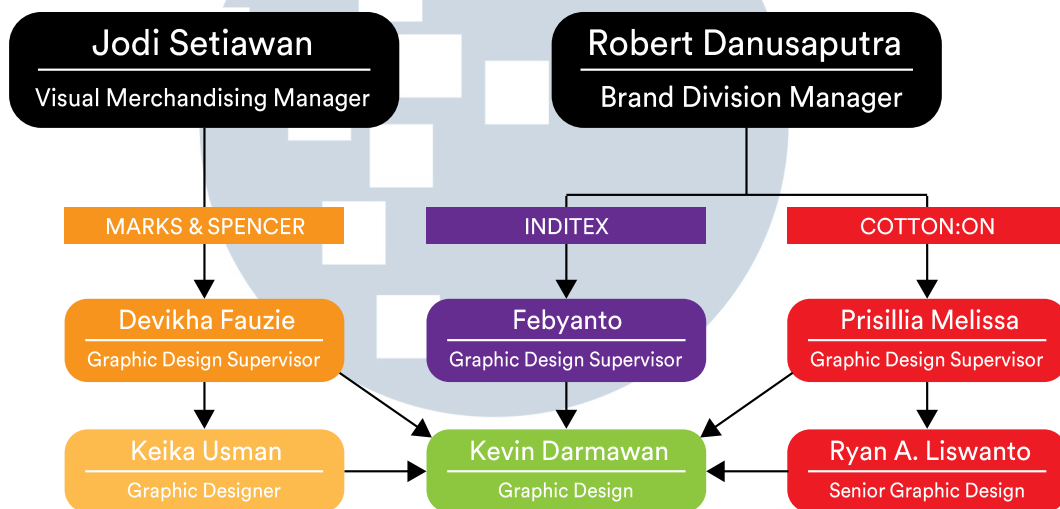 Jodi Setiawan
Visual Merchandising Manager
Robert Danusaputra
Brand Division Manager
MARKS & SPENCER
INDITEX
COTTON:ON
Devikha Fauzie
Graphic Design Supervisor
Febyanto
Graphic Design Supervisor
Prisillia Melissa
Graphic Design Supervisor
Keika Usman
Graphic Designer
Kevin Darmawan
Graphic Design
Ryan A. Liswanto
Senior Graphic Design